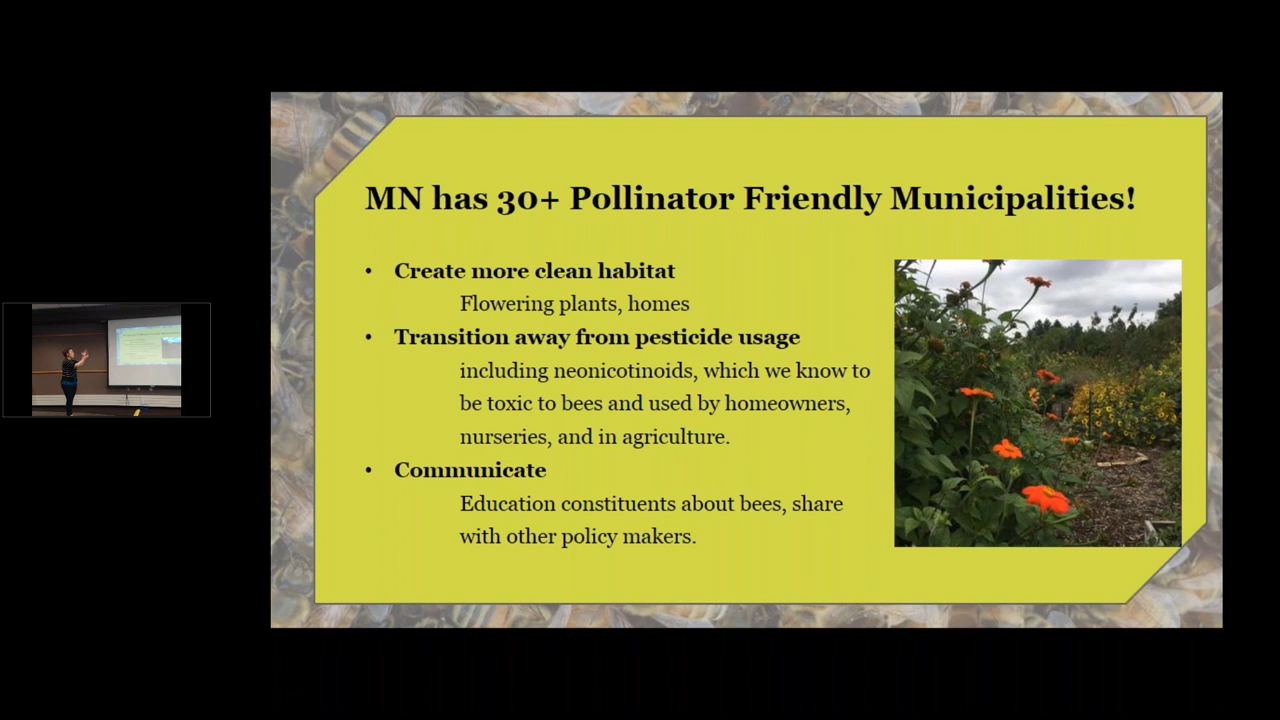 MN has 30+ Pollinator Friendly Municipalities!
• Create more clean habitat
Flowering plants, homes
• Transition away from pesticide usage
including neonicotinoids, which we know to
be toxic to bees and used by homeowners,
nurseries, and in agriculture.
• Communicate
Education constituents about bees, share
with other policy makers.